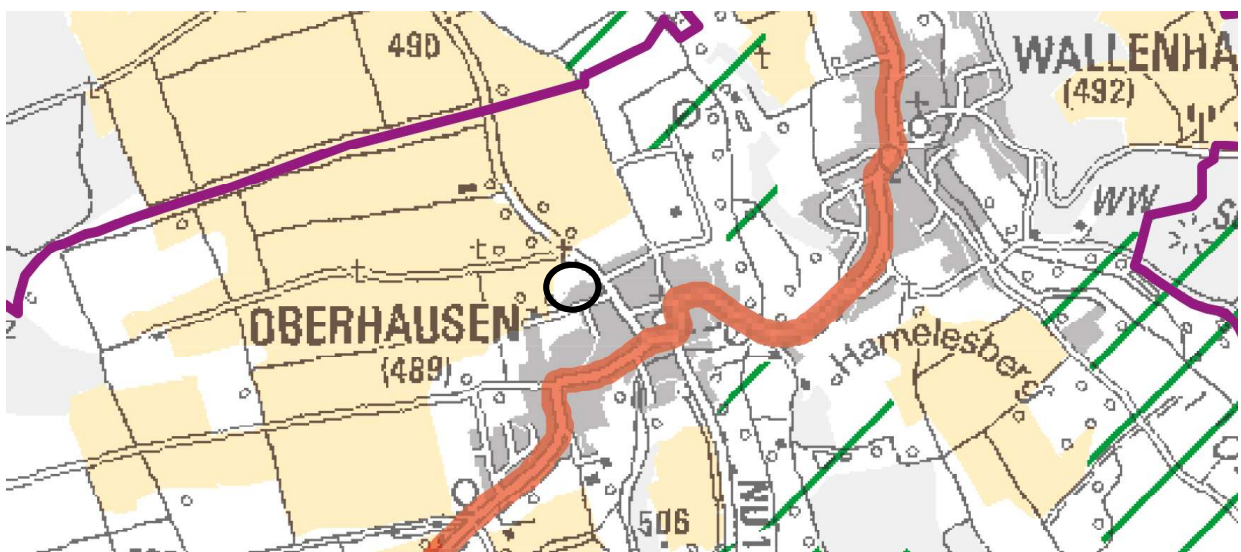 490
WALLENHA
(492)
WW
OBERHAUSEN
(489)
Hamelesberg
ND1
506